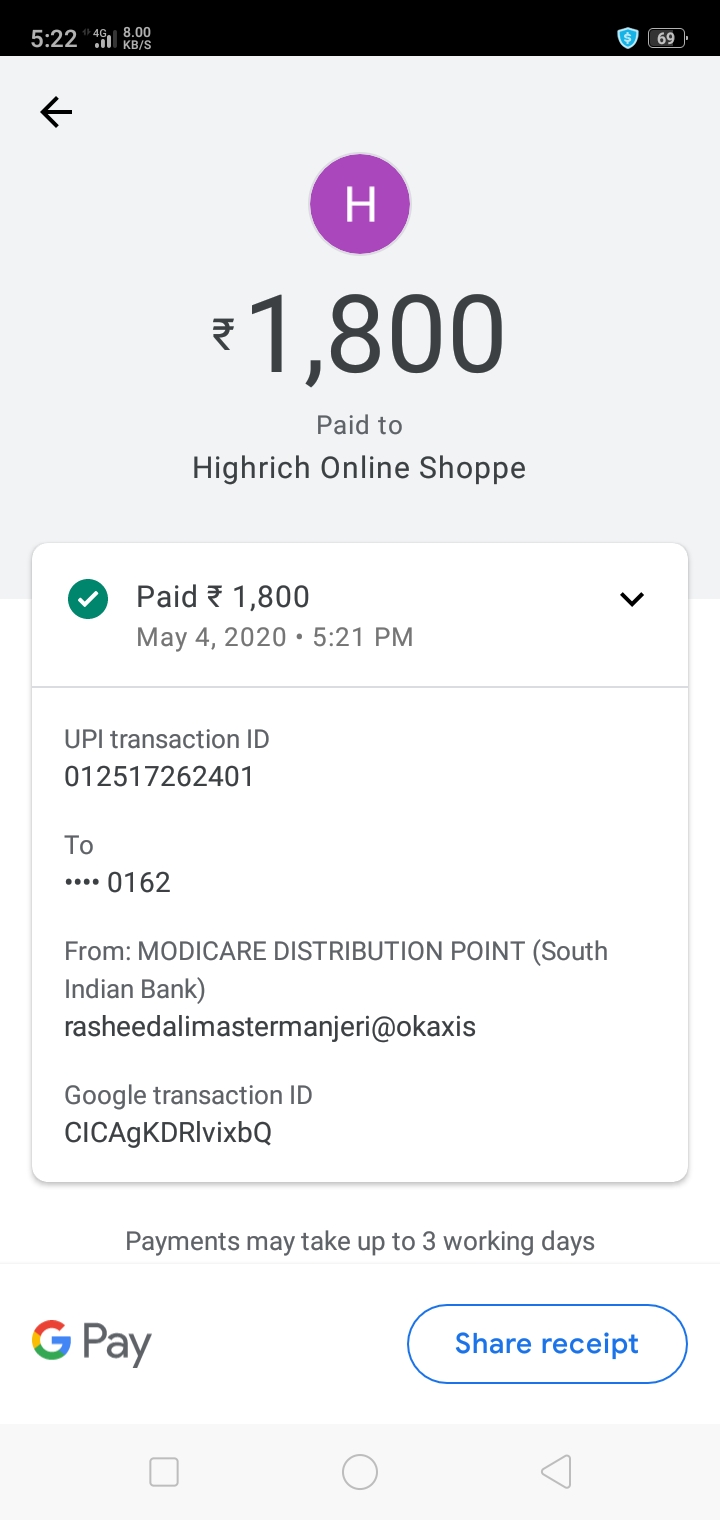 5:22 4G 8.00 KB/S 69
H
₹1,800
Paid to
Highrich Online Shoppe
Paid ₹ 1,800
May 4, 2020 • 5:21 PM
UPI transaction ID
012517262401
To
•••• 0162
From: MODICARE DISTRIBUTION POINT (South
Indian Bank)
rasheedalimastermanjeri@okaxis
Google transaction ID
CICAgKDRlvixbQ
Payments may take up to 3 working days
G Pay
Share receipt